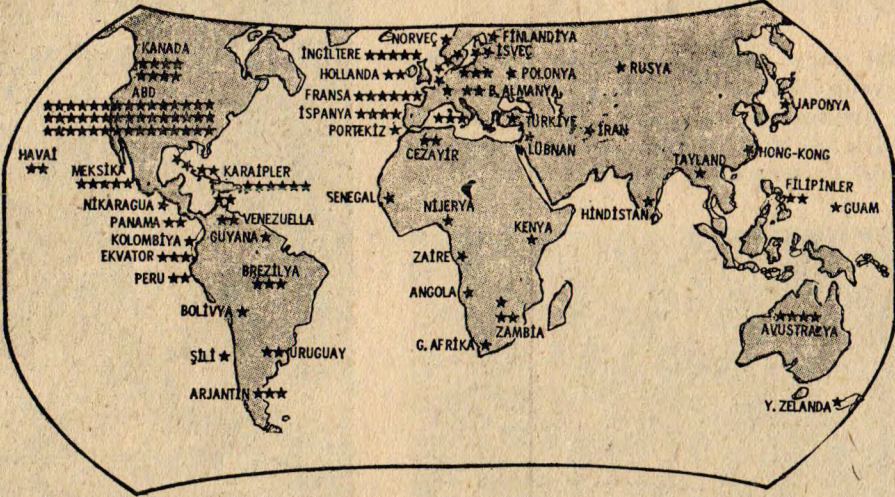 NORVEÇ
FİNLANDİYA
KANADA
İNGİLTERE
İSVEÇ
HOLLANDA
POLONYA
RUSYA
ABD
FRANSA
B.ALMANYA
JAPONYA
İSPANYA
TÜRKİYE
İRAN
PORTEKİZ
CEZAYİR
LÜBNAN
HONG-KONG
HAVAİ
MEKSİKA
KARAİPLER
TAYLAND
FİLİPİNLER
NİKARAGUA
SENEGAL
NİJERYA
HİNDİSTAN
GUAM
PANAMA
VENEZUELLA
KOLOMBİYA
GUYANA
KENYA
EKVATOR
ZAİRE
PERU
BREZİLYA
ANGOLA
BOLİVYA
ZAMBİA
AVUSTRALYA
ŞİLİ
URUGUAY
G.AFRİKA
ARJANTİN
Y.ZELANDA